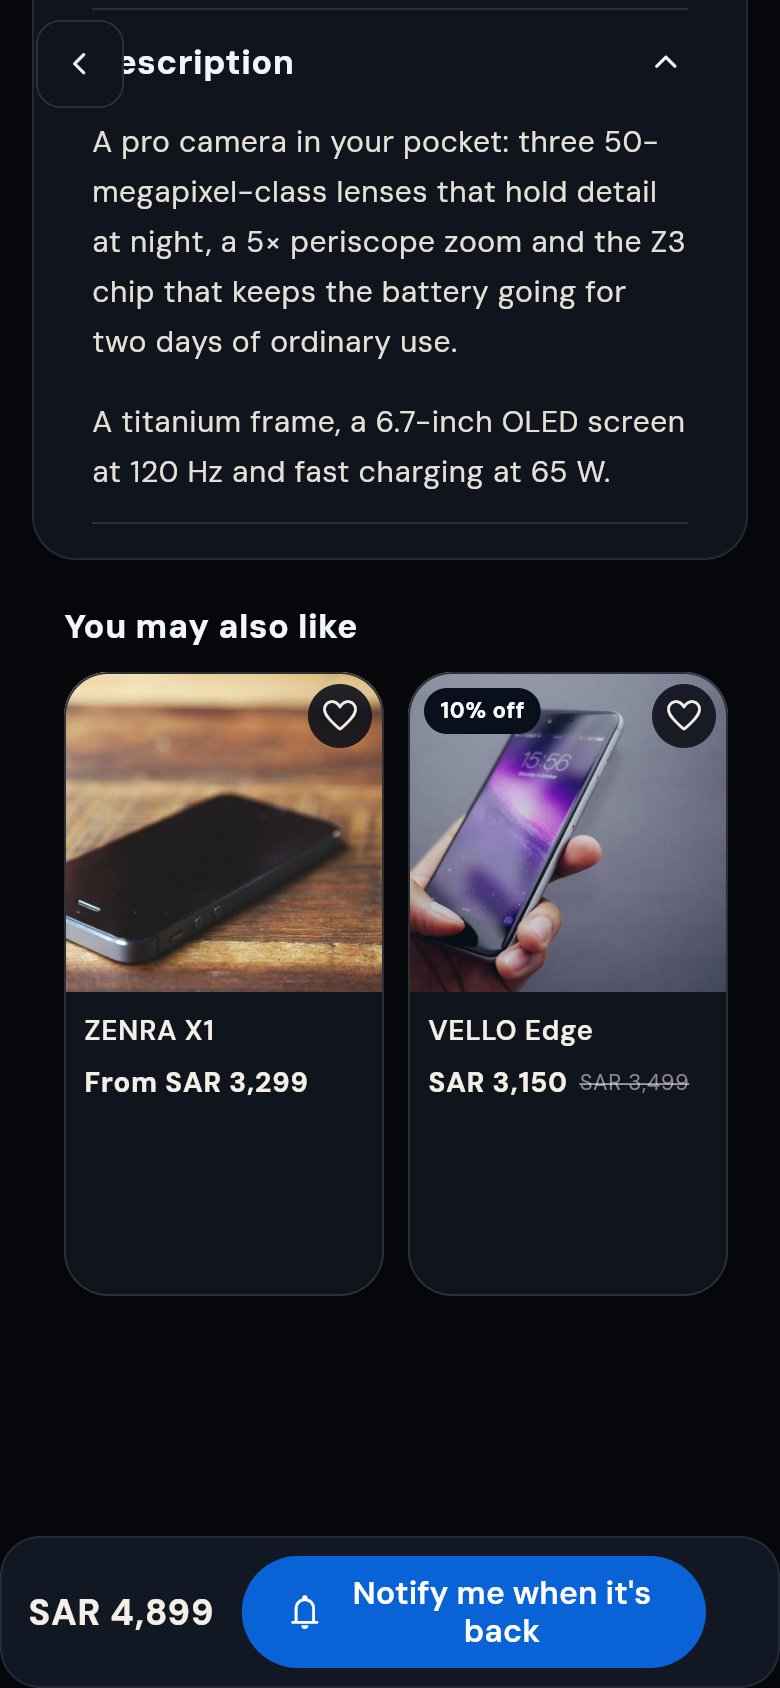 escription
A pro camera in your pocket: three 50-
megapixel-class lenses that hold detail
at night, a 5× periscope zoom and the Z3
chip that keeps the battery going for
two days of ordinary use.
A titanium frame, a 6.7-inch OLED screen
at 120 Hz and fast charging at 65 W.
You may also like
10% off
15:56
ZENRA X1
From SAR 3,299
VELLO Edge
SAR 3,150 SAR 3,499
SAR 4,899
Notify me when it's
back